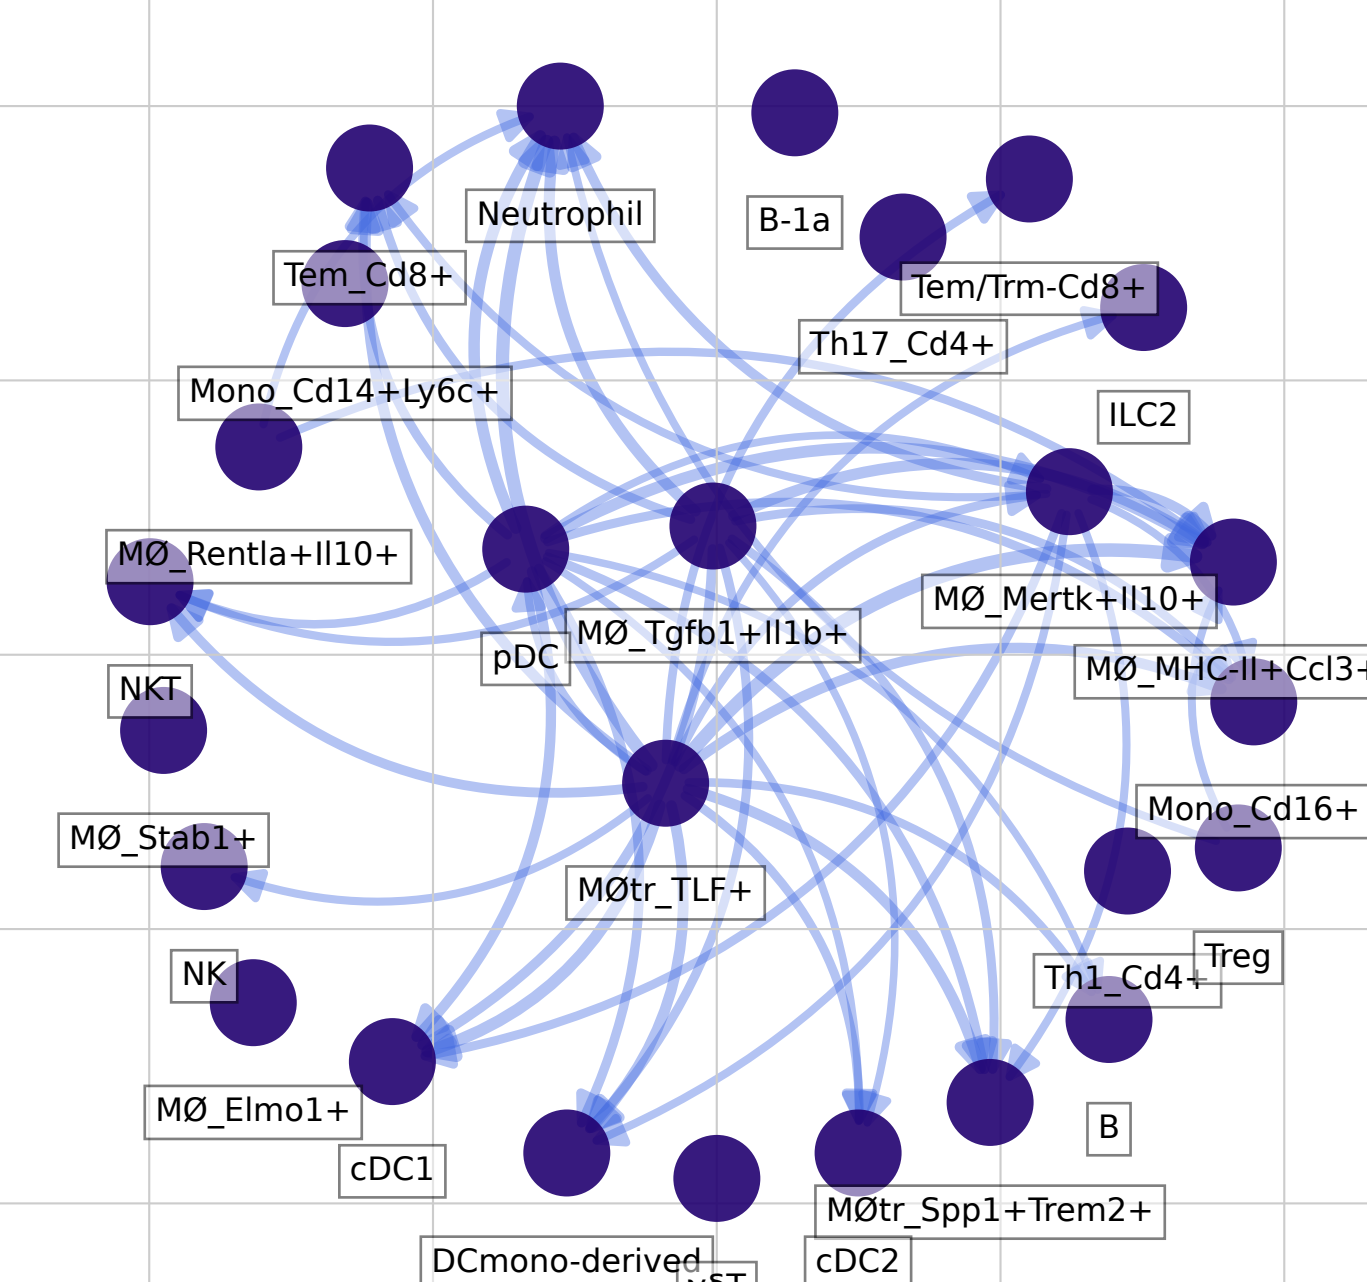 Neutrophil
B-1a
Tem_Cd8+
Tem/Trm-Cd8+
Th17_Cd4+
Mono_Cd14+Ly6c+
ILC2
MØ_Rentla+Il10+
MØ_Mertk+Il10+
MØ_Tgfb1+Il1b+
pDC
MØ_MHC-II+Ccl3+
NKT
Mono_Cd16+
MØ_Stab1+
MØtr_TLF+
Treg
NK
Th1_Cd4+
MØ_Elmo1+
B
cDC1
MØtr_Spp1+Trem2+
DCmono-derived
cDC2